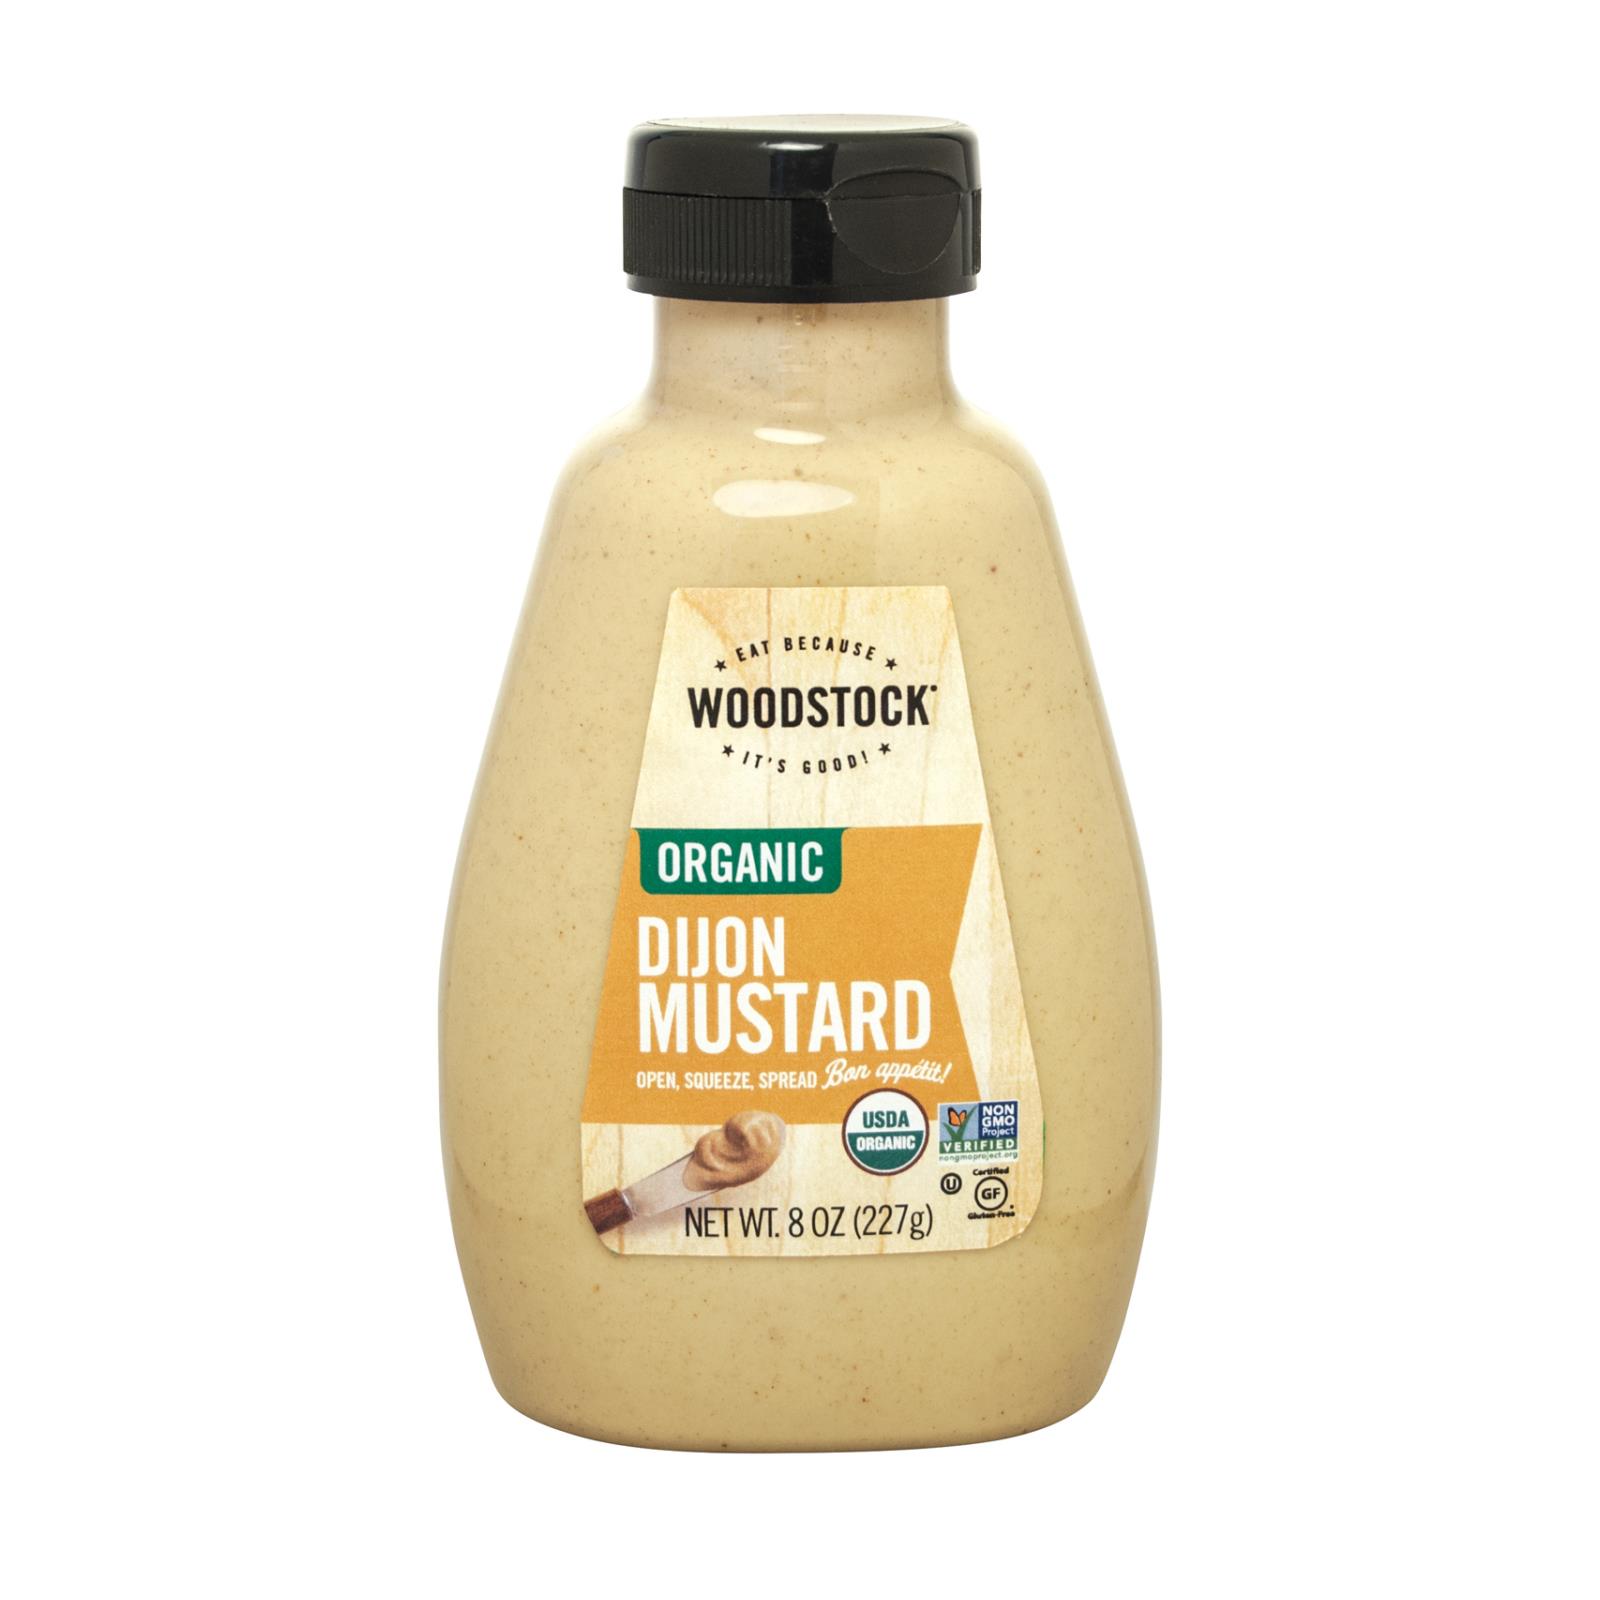 EAT BECAUSE
WOODSTOCK
IT'S GOOD!
ORGANIC
DIJON
MUSTARD
OPEN, SQUEEZE, SPREAD Bon appétit!
USDA
ORGANIC
NON
GMO
Project
VERIFIED
nongmoproject.org
U
Certified
GF
Gluten-Free
NET WT. 8 OZ (227g)